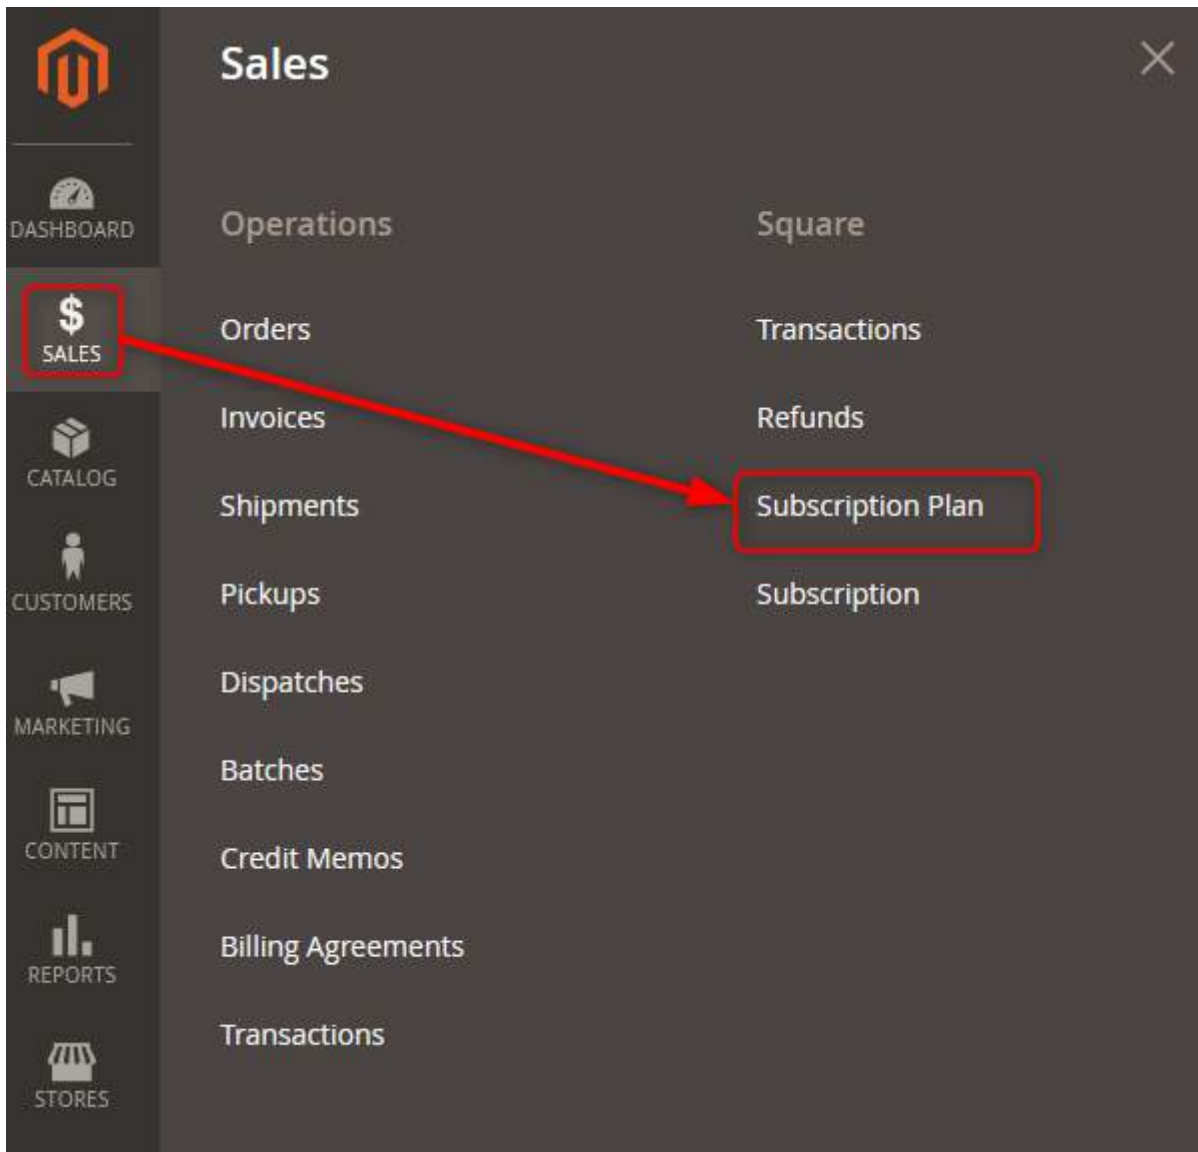 Sales
DASHBOARD
$
SALES
CATALOG
CUSTOMERS
MARKETING
CONTENT
REPORTS
STORES
Operations
Orders
Invoices
Shipments
Pickups
Dispatches
Batches
Credit Memos
Billing Agreements
Transactions
Square
Transactions
Refunds
Subscription Plan
Subscription